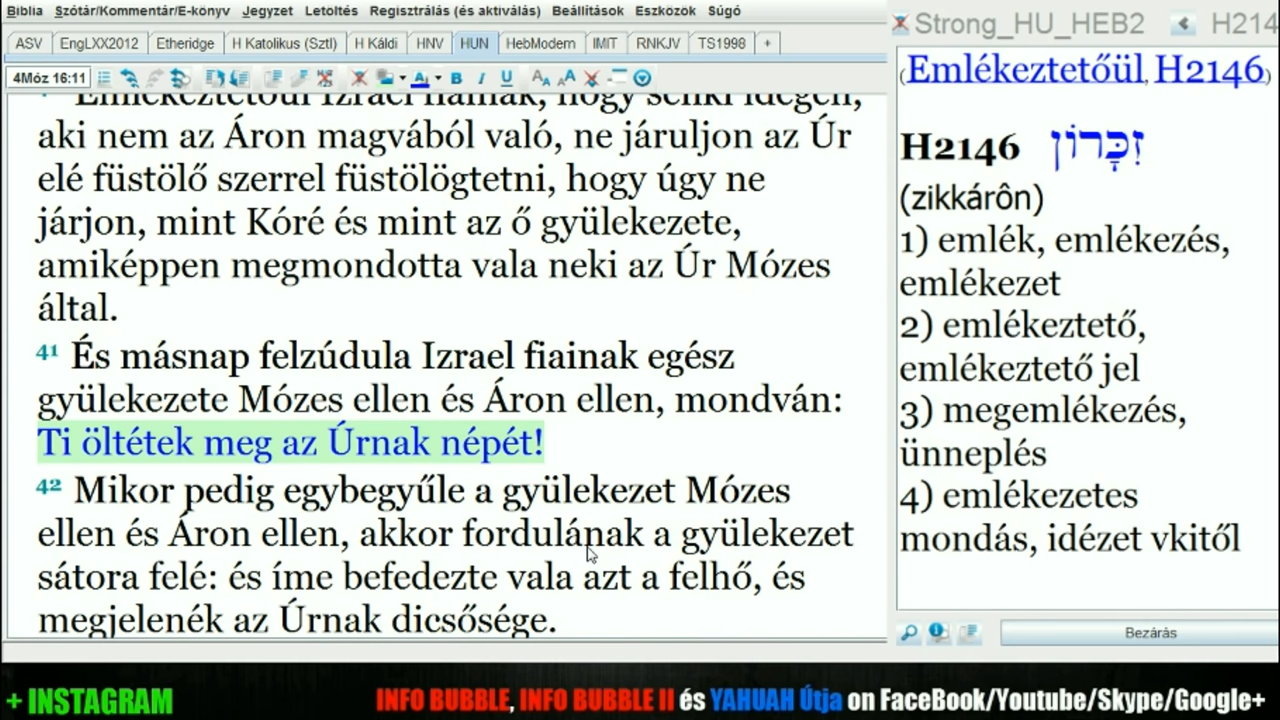 Biblia Szótár/Kommentár/E-könyv Jegyzet Letöltés Regisztrálás (és aktiválás) Beállítások Eszközök Súgó
ASV EngLXX2012 Etheridge H Katolikus (Sztl) H Káldi HNV HUN HebModern IMIT RNKJV TS1998 +
4Móz 16:11
Emlékeztetőül Izráel fiainak, hogy senki idegen,
aki nem az Áron magvából való, ne járuljon az Úr
elé füstölő szerrel füstölögtetni, hogy úgy ne
járjon, mint Kóré és mint az ő gyülekezete,
amiképpen megmondotta vala neki az Úr Mózes
által.
41 És másnap felzúdula Izrael fiainak egész
gyülekezete Mózes ellen és Áron ellen, mondván:
Ti öltétek meg az Úrnak népét!
42 Mikor pedig egybegyűle a gyülekezet Mózes
ellen és Áron ellen, akkor fordulának a gyülekezet
sátora felé: és íme befedezte vala azt a felhő, és
megjelenék az Úrnak dicsősége.
Strong_HU_HEB2 H214
(Emlékeztetőül, H2146,)
H2146 זִכָּרוֹן
(zikkárôn)
1) emlék, emlékezés,
emlékezet
2) emlékeztető,
emlékeztető jel
3) megemlékezés,
ünneplés
4) emlékezetes
mondás, idézet vkitől
Bezárás
+ INSTAGRAM INFO BUBBLE, INFO BUBBLE II és YAHUAH Útja on FaceBook/Youtube/Skype/Google+